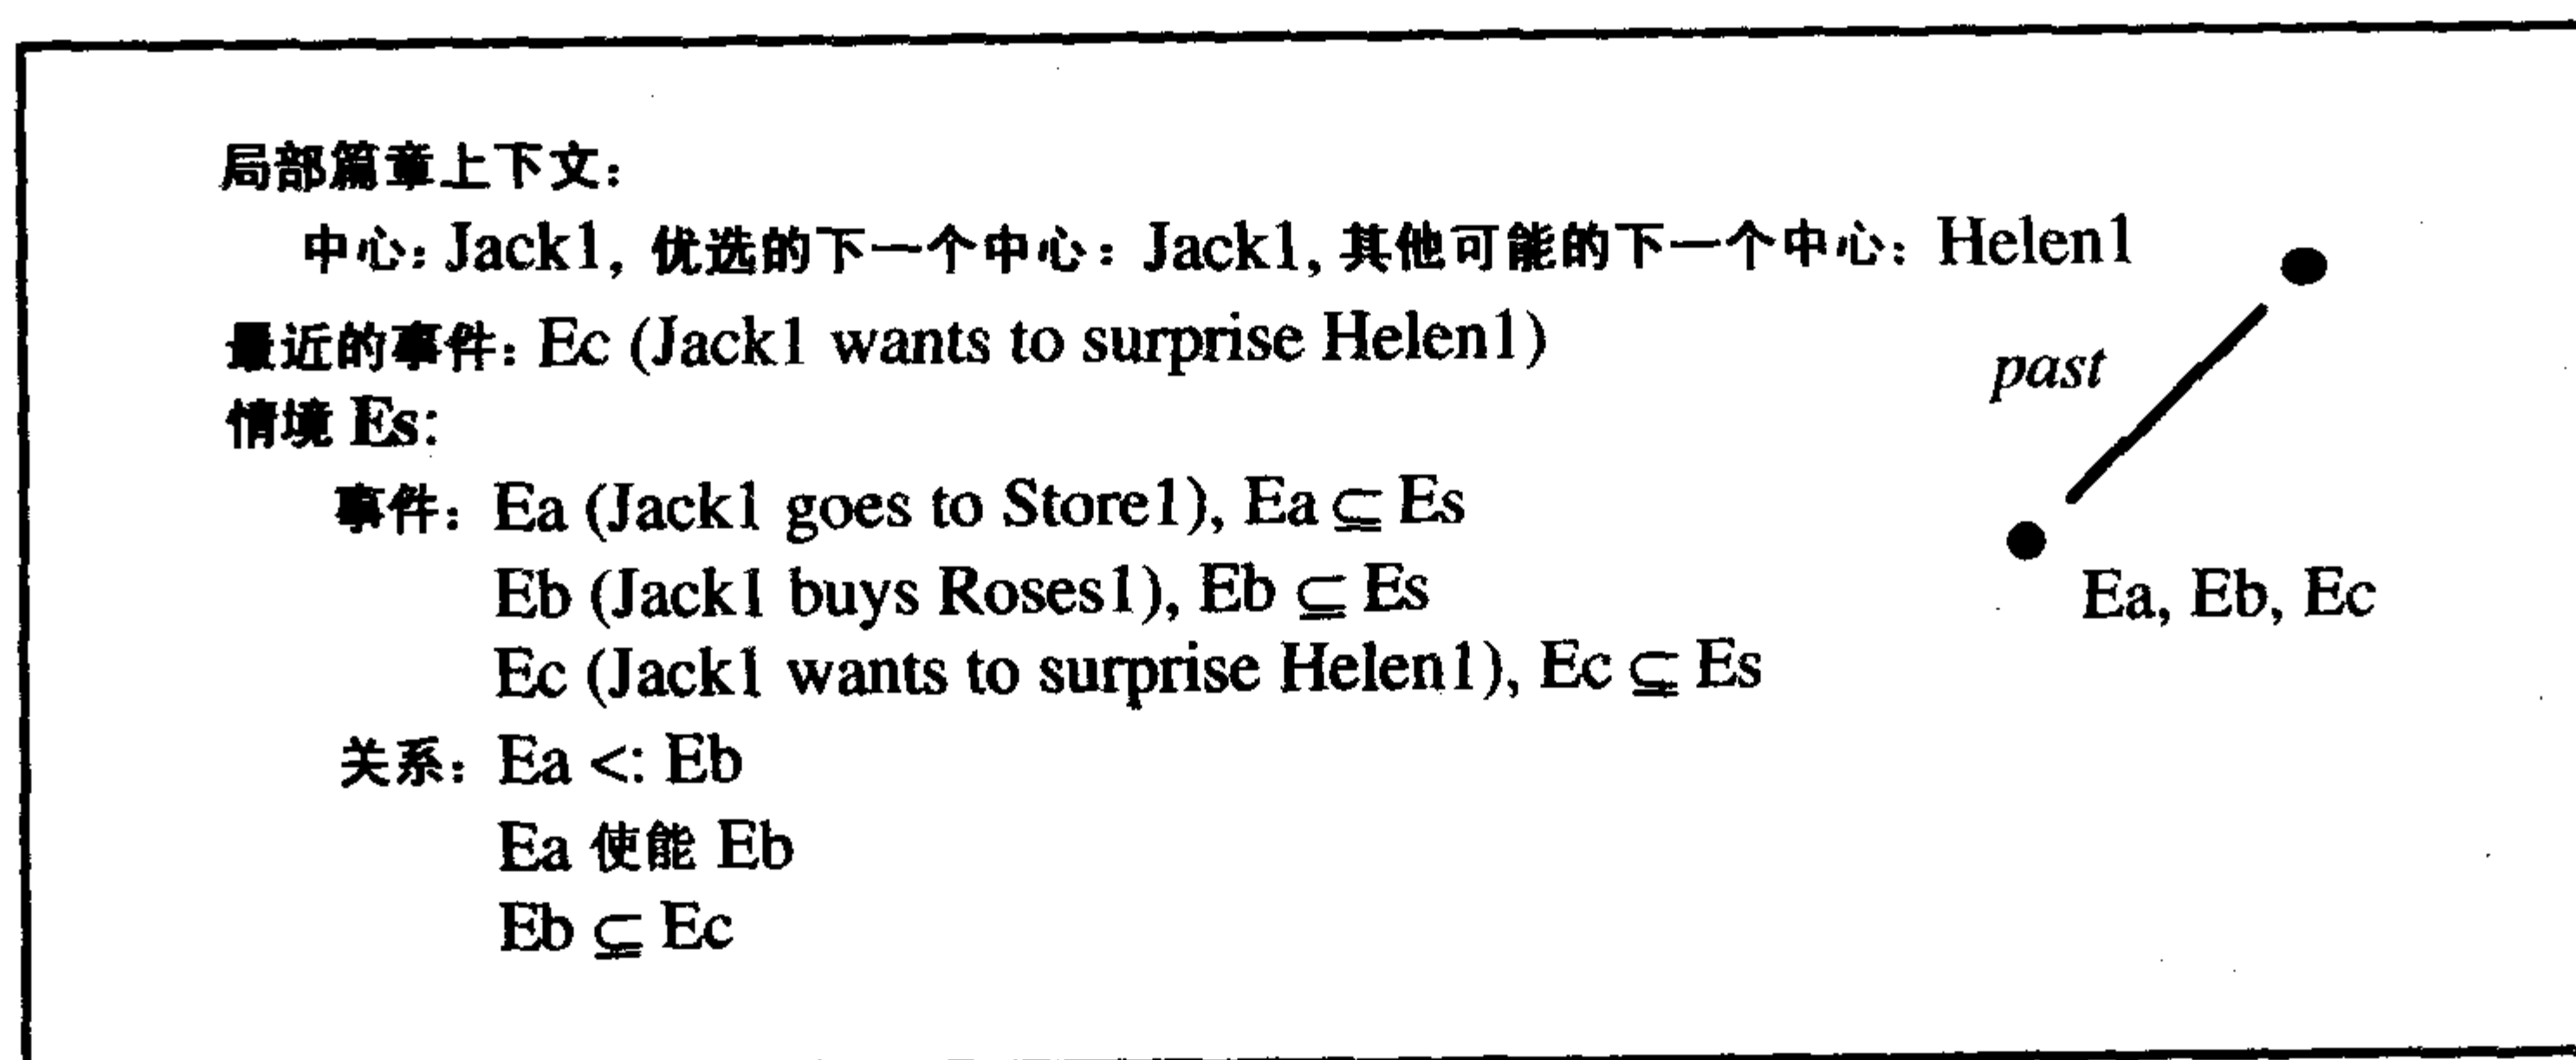 局部篇章上下文：
中心：Jack1, 优选的下一个中心：Jack1, 其他可能的下一个中心：Helen1
最近的事件：Ec (Jack1 wants to surprise Helen1)
past
情境 Es:
事件：Ea (Jack1 goes to Store1), Ea ⊆ Es
Eb (Jack1 buys Roses1), Eb ⊆ Es
Ea, Eb, Ec
Ec (Jack1 wants to surprise Helen1), Ec ⊆ Es
关系：Ea <: Eb
Ea 使能 Eb
Eb ⊆ Ec